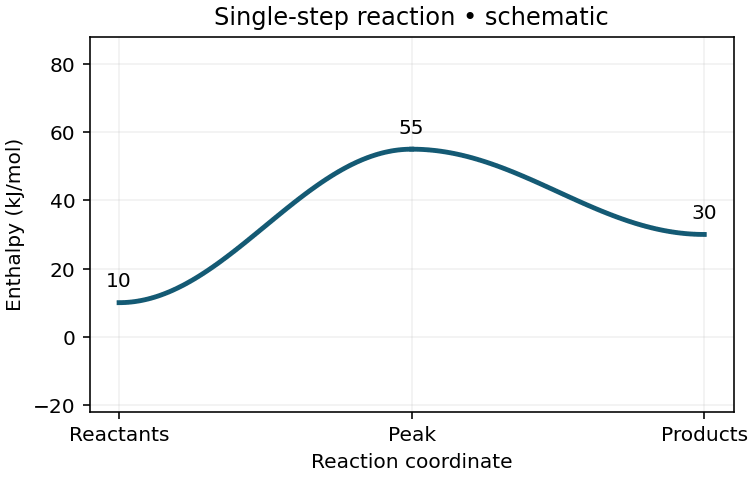 Single-step reaction • schematic
Enthalpy (kJ/mol)
80
60
40
20
0
−20
10
55
30
Reactants
Peak
Products
Reaction coordinate